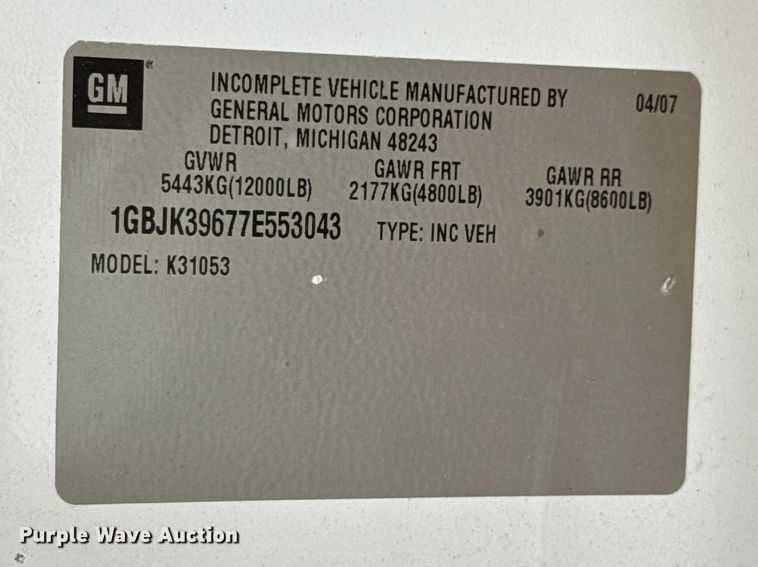 GM®
INCOMPLETE VEHICLE MANUFACTURED BY 04/07
GENERAL MOTORS CORPORATION
DETROIT, MICHIGAN 48243
GVWR GAWR FRT GAWR RR
5443KG(12000LB) 2177KG(4800LB) 3901KG(8600LB)
1GBJK39677E553043 TYPE: INC VEH
MODEL: K31053
Purple Wave Auction